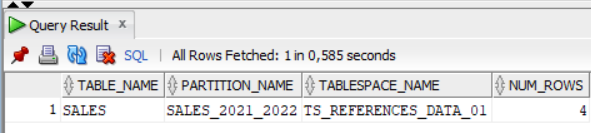 Query Result x
SQL | All Rows Fetched: 1 in 0,585 seconds
TABLE_NAME PARTITION_NAME TABLESPACE_NAME NUM_ROWS
1 SALES SALES_2021_2022 TS_REFERENCES_DATA_01 4